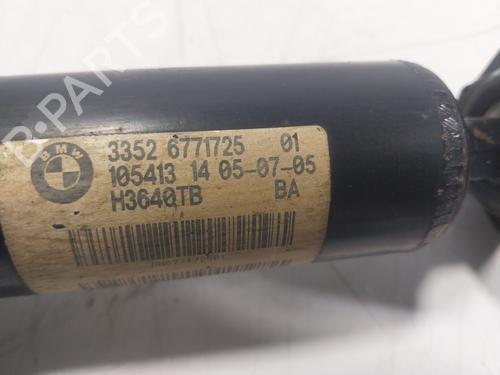 B-PARTS
BMW
3352 6771725 01
105413 14 05-07-05
H3640TB BA